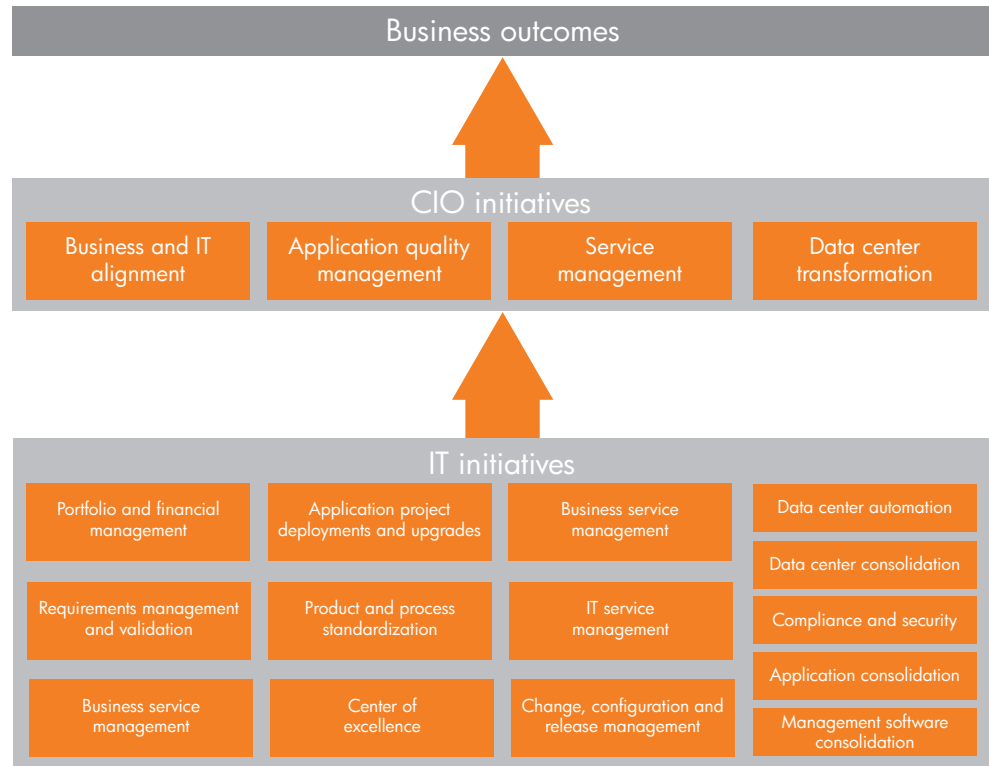 Business outcomes
CIO initiatives
Business and IT
alignment
Application quality
management
Service
management
Data center
transformation
IT initiatives
Portfolio and financial
management
Application project
deployments and upgrades
Business service
management
Data center automation
Data center consolidation
Requirements management
and validation
Product and process
standardization
IT service
management
Compliance and security
Application consolidation
Business service
management
Center of
excellence
Change, configuration and
release management
Management software
consolidation